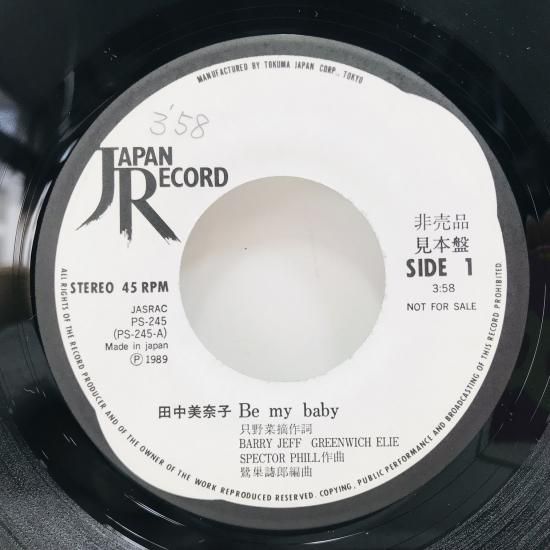 MANUFACTURED BY TOKUMA JAPAN CORP., TOKYO
3'58
JAPAN RECORD
非売品
見本盤
SIDE 1
3:58
NOT FOR SALE
STEREO 45 RPM
JASRAC
PS-245
(PS-245-A)
Made in japan
Ⓟ 1989
田中美奈子 Be my baby
只野菜摘作詞
BARRY JEFF GREENWICH ELIE
SPECTOR PHILL作曲
鷺巣詩郎編曲
ALL RIGHTS OF THE RECORD PRODUCER AND OF THE OWNER OF THE WORK REPRODUCED RESERVED. COPYING, PUBLIC PERFORMANCE AND BROADCASTING OF THIS RECORD PROHIBITED.